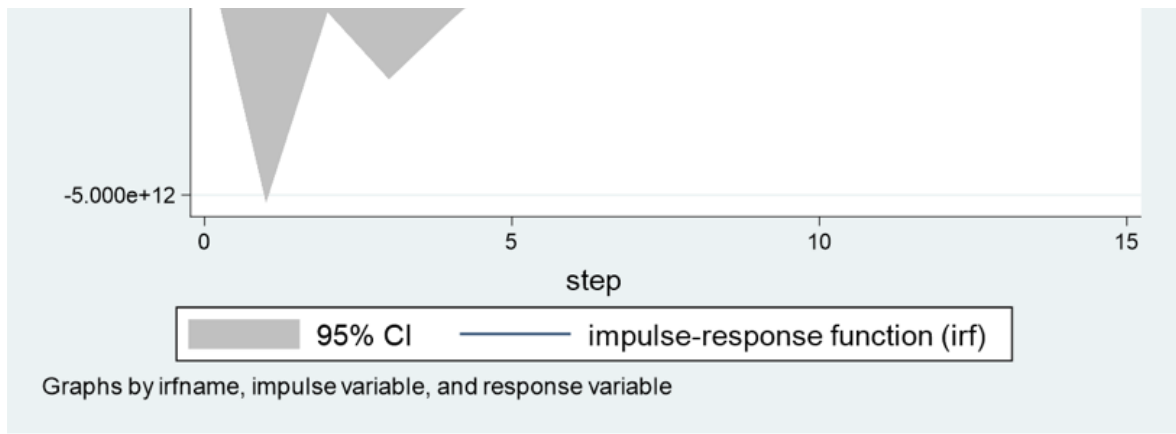 -5.000e+12
0 5 10 15
step
95% CI impulse-response function (irf)
Graphs by irfname, impulse variable, and response variable